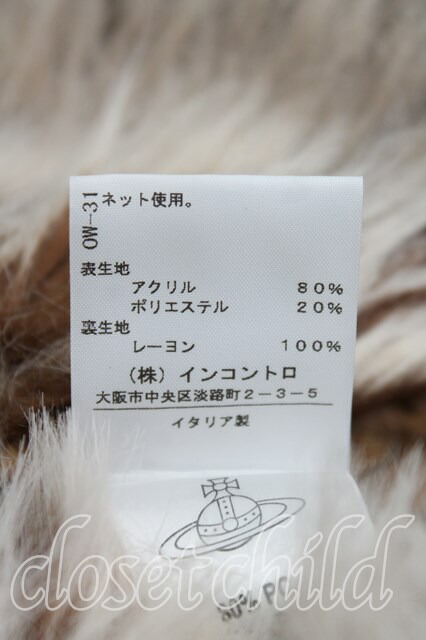 OW-31
ネット使用。
表生地
アクリル 80%
ポリエステル 20%
裏生地
レーヨン 100%
(株) インコントロ
大阪市中央区淡路町2-3-5
イタリア製
closetchild